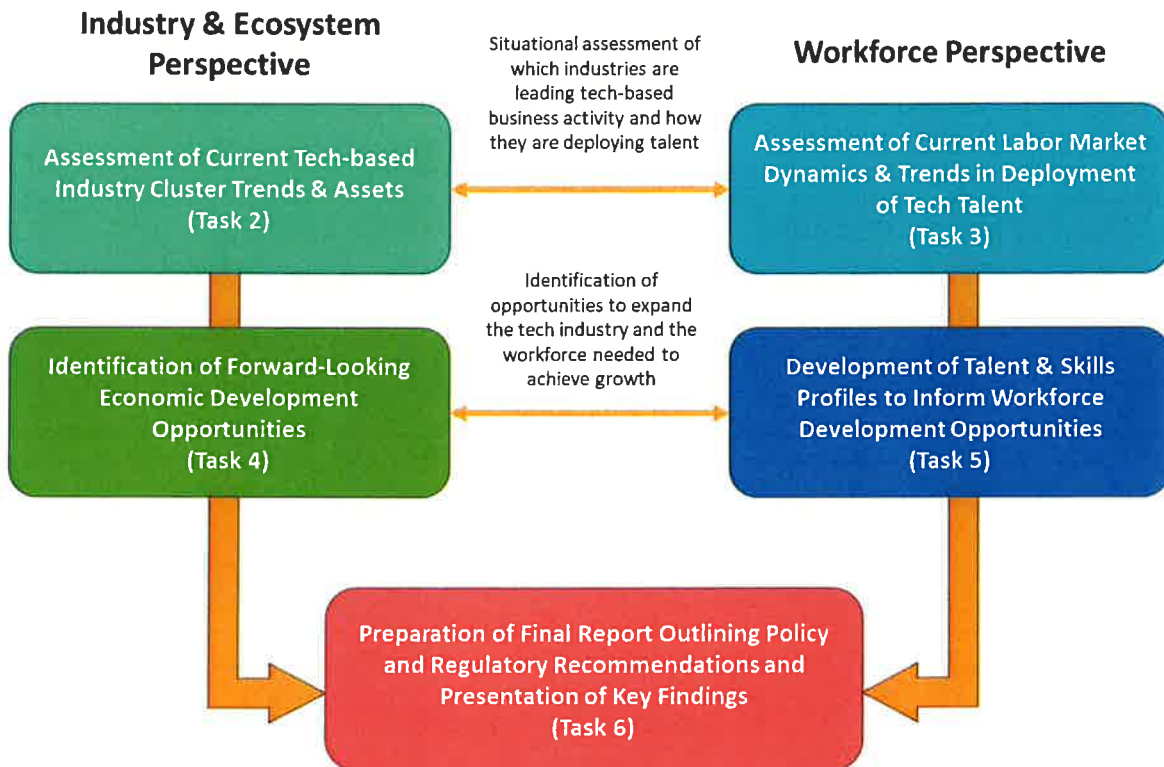 Industry & Ecosystem
Perspective
Situational assessment of
which industries are
leading tech-based
business activity and how
they are deploying talent
Workforce Perspective
Assessment of Current Tech-based
Industry Cluster Trends & Assets
(Task 2)
Assessment of Current Labor Market
Dynamics & Trends in Deployment
of Tech Talent
(Task 3)
Identification of
opportunities to expand
the tech industry and the
workforce needed to
achieve growth
Identification of Forward-Looking
Economic Development
Opportunities
(Task 4)
Development of Talent & Skills
Profiles to Inform Workforce
Development Opportunities
(Task 5)
Preparation of Final Report Outlining Policy
and Regulatory Recommendations and
Presentation of Key Findings
(Task 6)